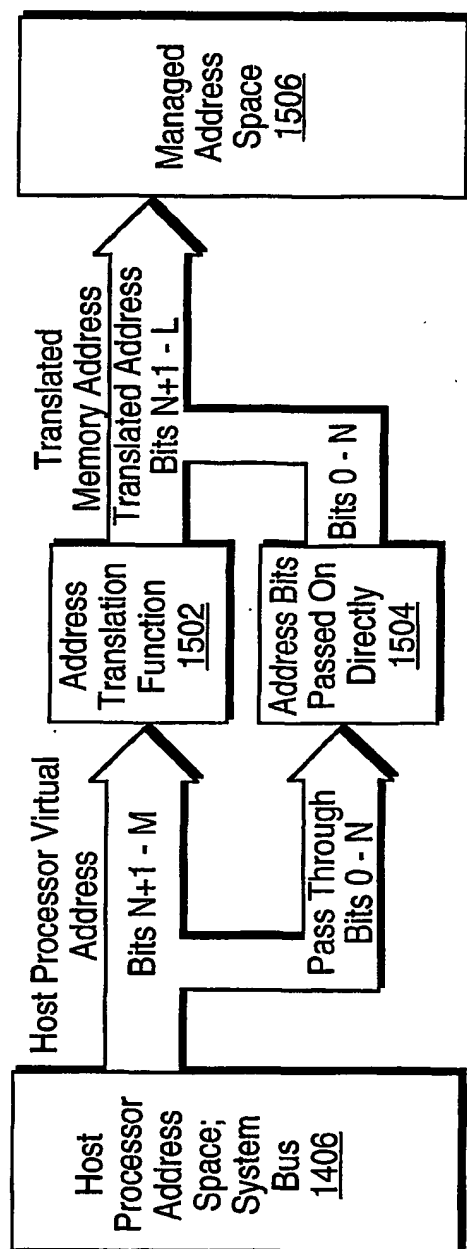 Host
Processor
Address
Space;
System
Bus
1406
Host Processor Virtual
Address
Bits N+1 - M
Pass Through
Bits 0 - N
Address
Translation
Function
1502
Address Bits
Passed On
Directly
1504
Translated
Memory Address
Translated Address
Bits N+1 - L
Bits 0 - N
Managed
Address
Space
1506